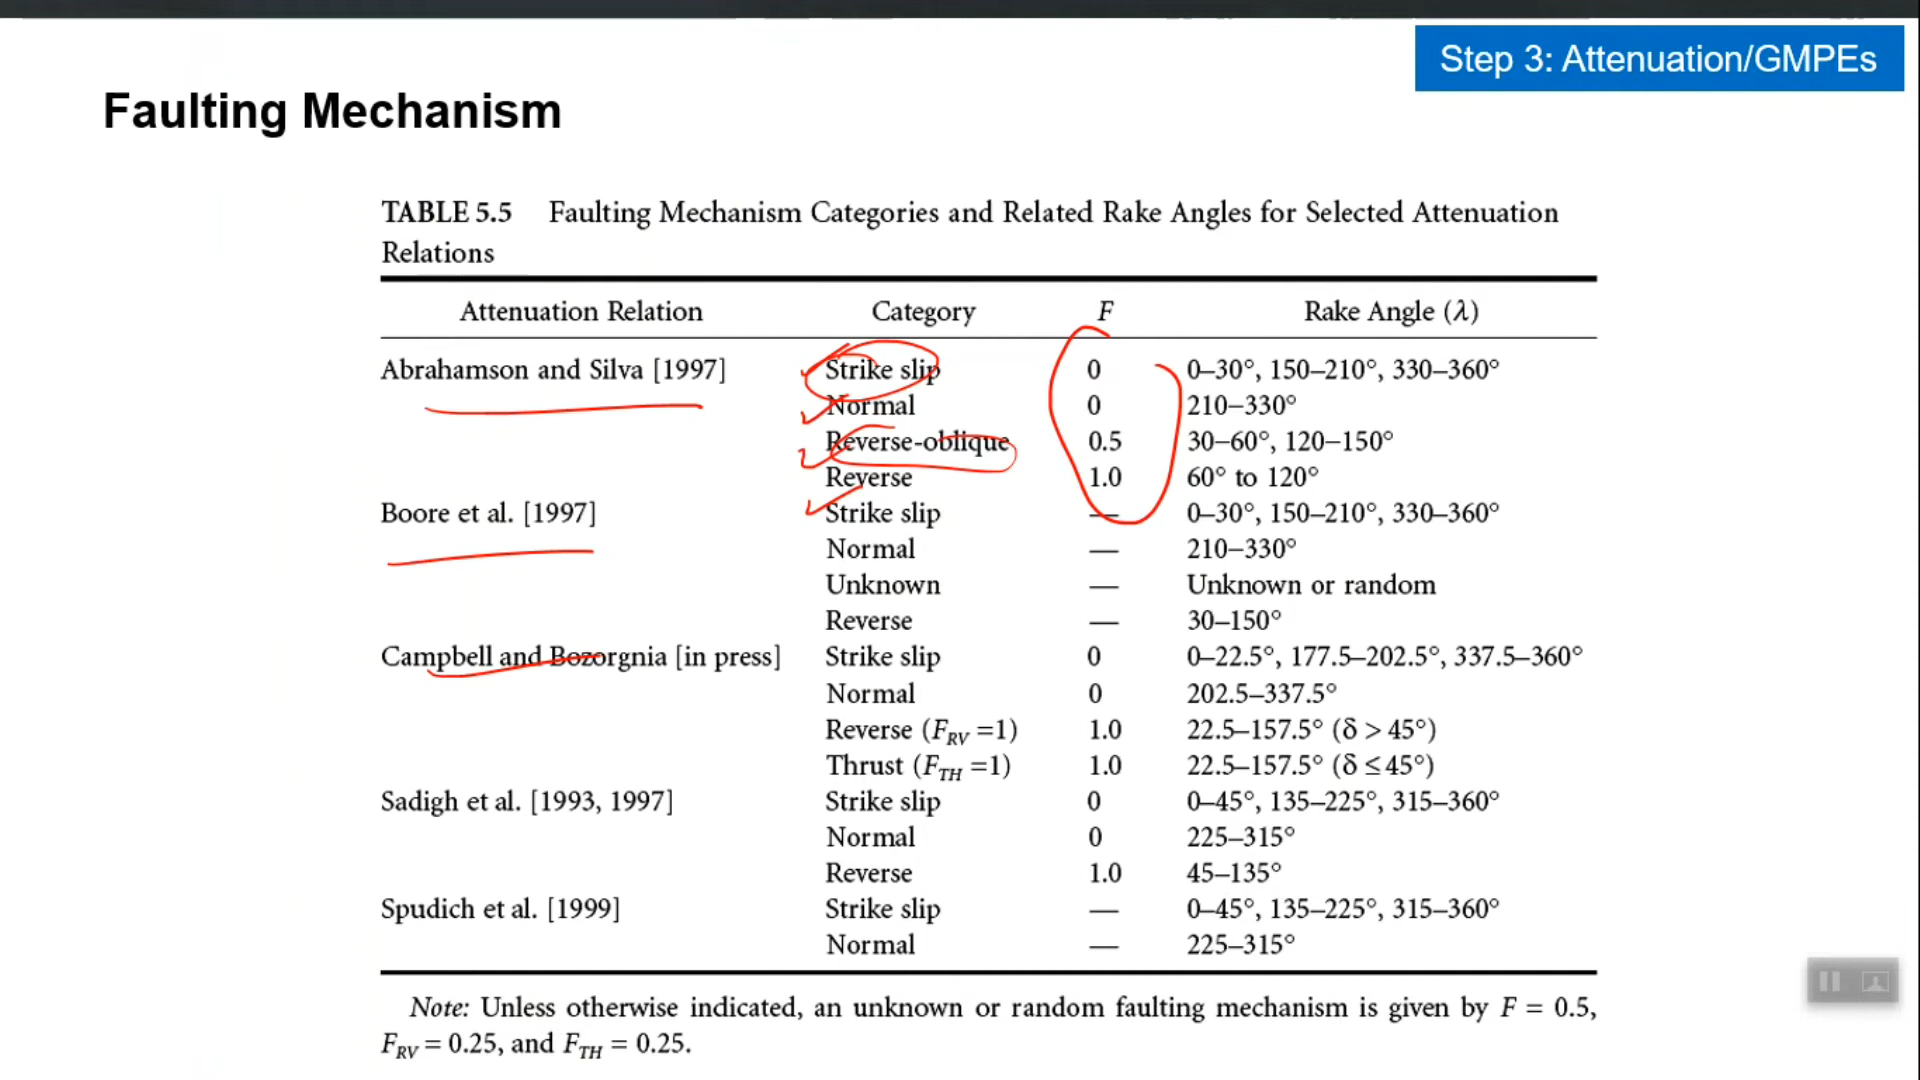 Step 3: Attenuation/GMPEs
Faulting Mechanism
TABLE 5.5 Faulting Mechanism Categories and Related Rake Angles for Selected Attenuation
Relations
Attenuation Relation Category F Rake Angle (λ)
Abrahamson and Silva [1997] Strike slip 0 0–30°, 150–210°, 330–360°
Normal 0 210–330°
Reverse-oblique 0.5 30–60°, 120–150°
Reverse 1.0 60° to 120°
Boore et al. [1997] Strike slip — 0–30°, 150–210°, 330–360°
Normal — 210–330°
Unknown — Unknown or random
Reverse — 30–150°
Campbell and Bozorgnia [in press] Strike slip 0 0–22.5°, 177.5–202.5°, 337.5–360°
Normal 0 202.5–337.5°
Reverse (FRV =1) 1.0 22.5–157.5° (δ > 45°)
Thrust (FTH =1) 1.0 22.5–157.5° (δ ≤ 45°)
Sadigh et al. [1993, 1997] Strike slip 0 0–45°, 135–225°, 315–360°
Normal 0 225–315°
Reverse 1.0 45–135°
Spudich et al. [1999] Strike slip — 0–45°, 135–225°, 315–360°
Normal — 225–315°
Note: Unless otherwise indicated, an unknown or random faulting mechanism is given by F = 0.5,
FRV = 0.25, and FTH = 0.25.